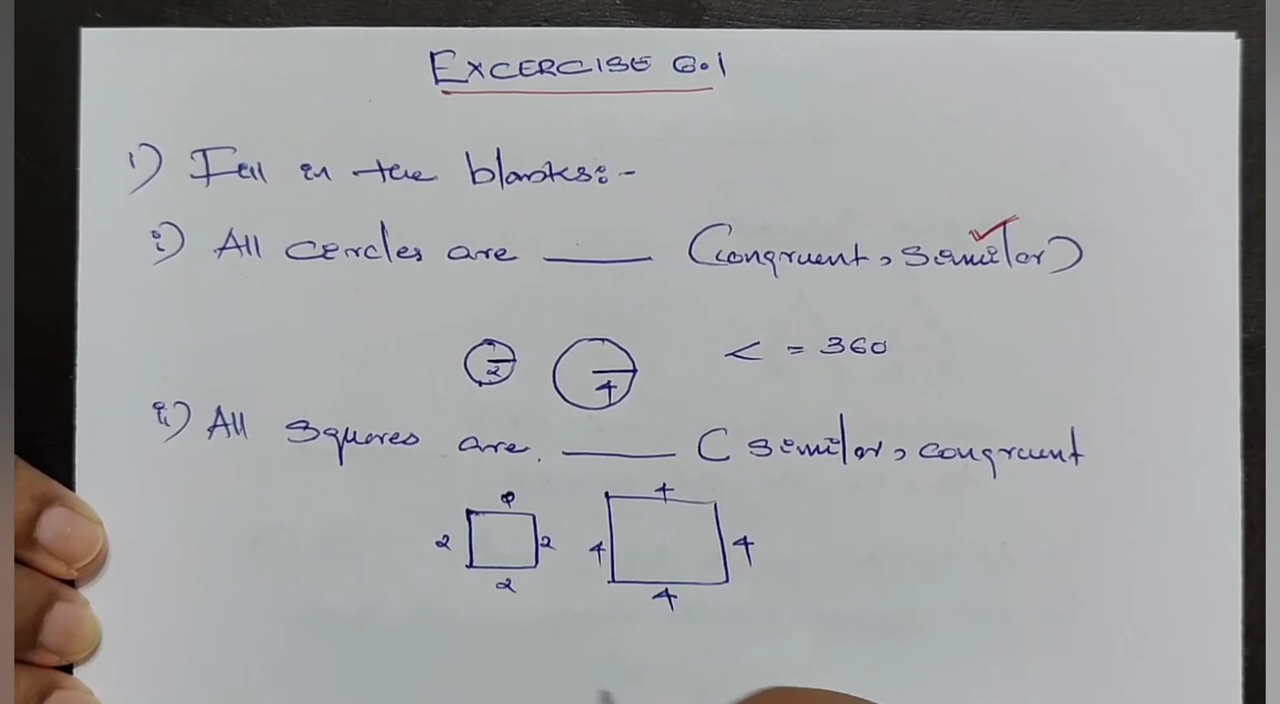 EXCERCISE 6.1
1) Fill in the blanks:-
i) All circles are ____ (congruent, similar)
2 4 < = 360
ii) All squares are. ____ ( similar, congruent
2 4
2 2 4 4
2 4